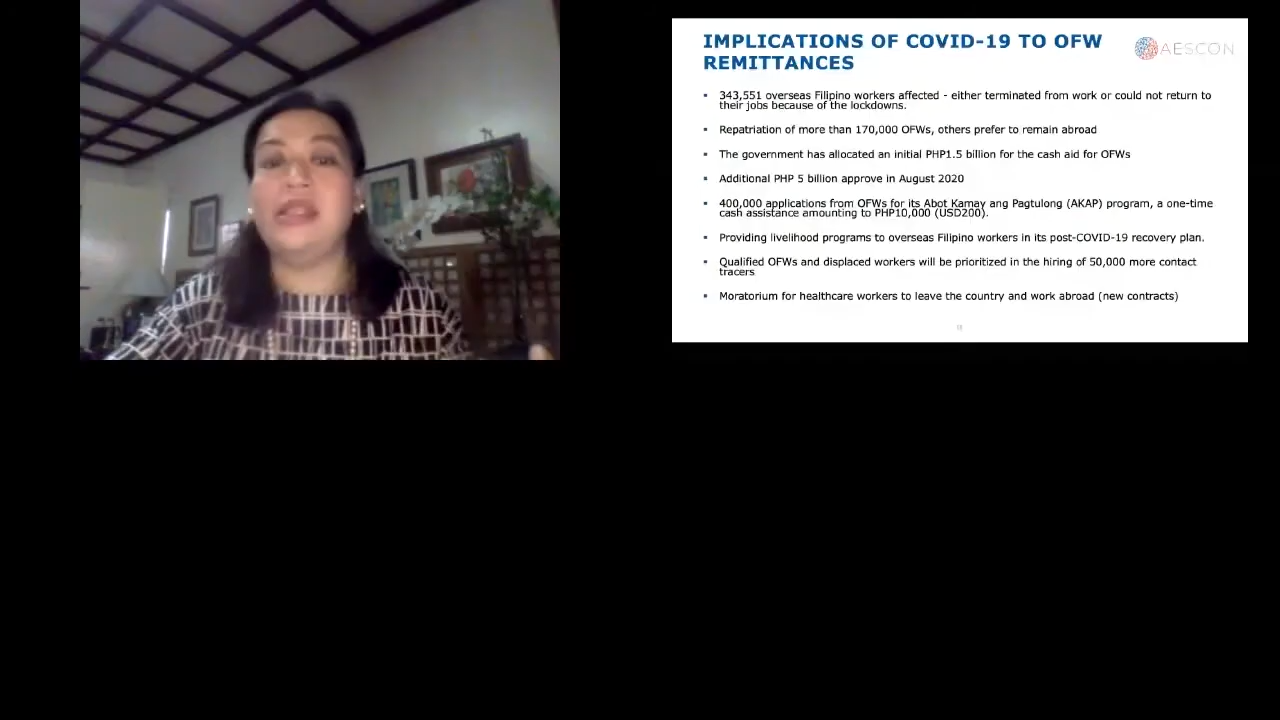 IMPLICATIONS OF COVID-19 TO OFW
REMITTANCES
AESCON
343,551 overseas Filipino workers affected - either terminated from work or could not return to
their jobs because of the lockdowns.
Repatriation of more than 170,000 OFWs, others prefer to remain abroad
The government has allocated an initial PHP1.5 billion for the cash aid for OFWs
Additional PHP 5 billion approve in August 2020
400,000 applications from OFWs for its Abot Kamay ang Pagtulong (AKAP) program, a one-time
cash assistance amounting to PHP10,000 (USD200).
Providing livelihood programs to overseas Filipino workers in its post-COVID-19 recovery plan.
Qualified OFWs and displaced workers will be prioritized in the hiring of 50,000 more contact
tracers
Moratorium for healthcare workers to leave the country and work abroad (new contracts)